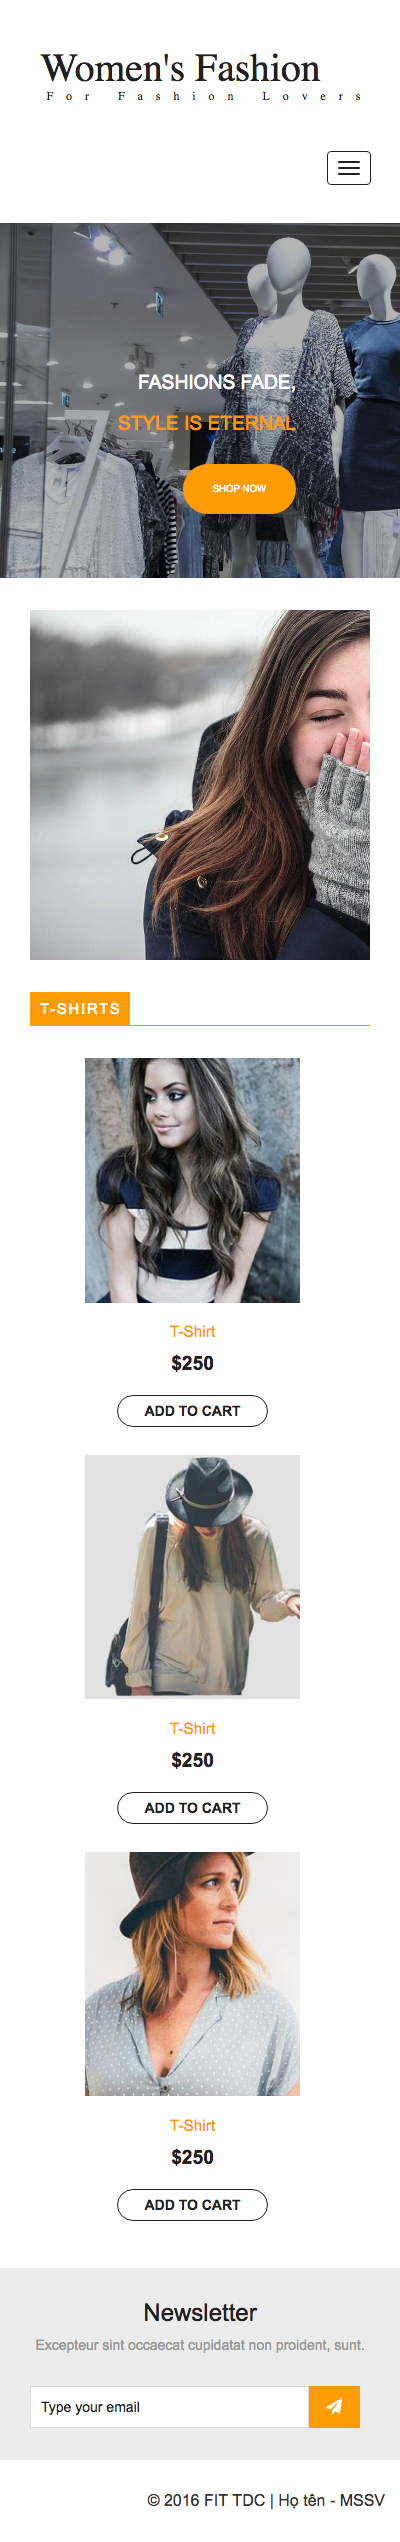 Women's Fashion
For Fashion Lovers
FASHIONS FADE,
STYLE IS ETERNAL
SHOP NOW
T-SHIRTS
T-Shirt
$250
ADD TO CART
T-Shirt
$250
ADD TO CART
T-Shirt
$250
ADD TO CART
Newsletter
Excepteur sint occaecat cupidatat non proident, sunt.
Type your email
© 2016 FIT TDC | Họ tên - MSSV